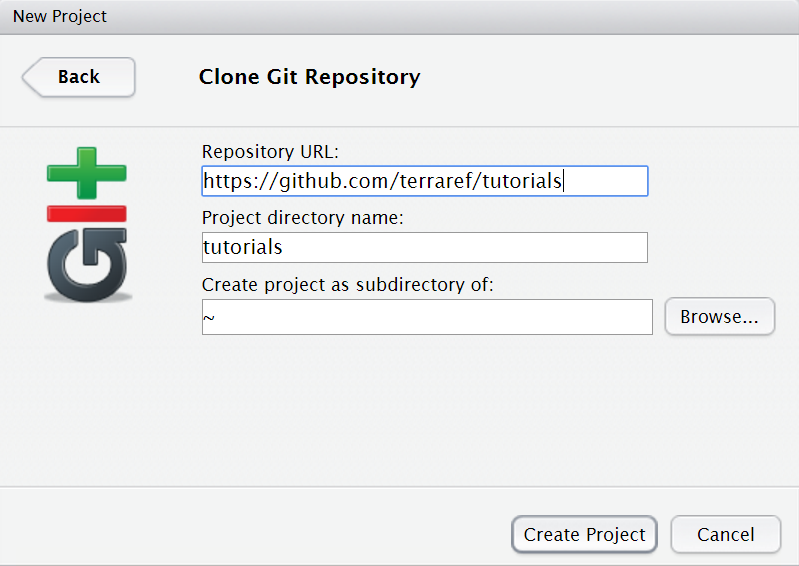 New Project
Back
Clone Git Repository
Repository URL:
https://github.com/terraref/tutorials
Project directory name:
tutorials
Create project as subdirectory of:
~
Browse...
git
Create Project
Cancel